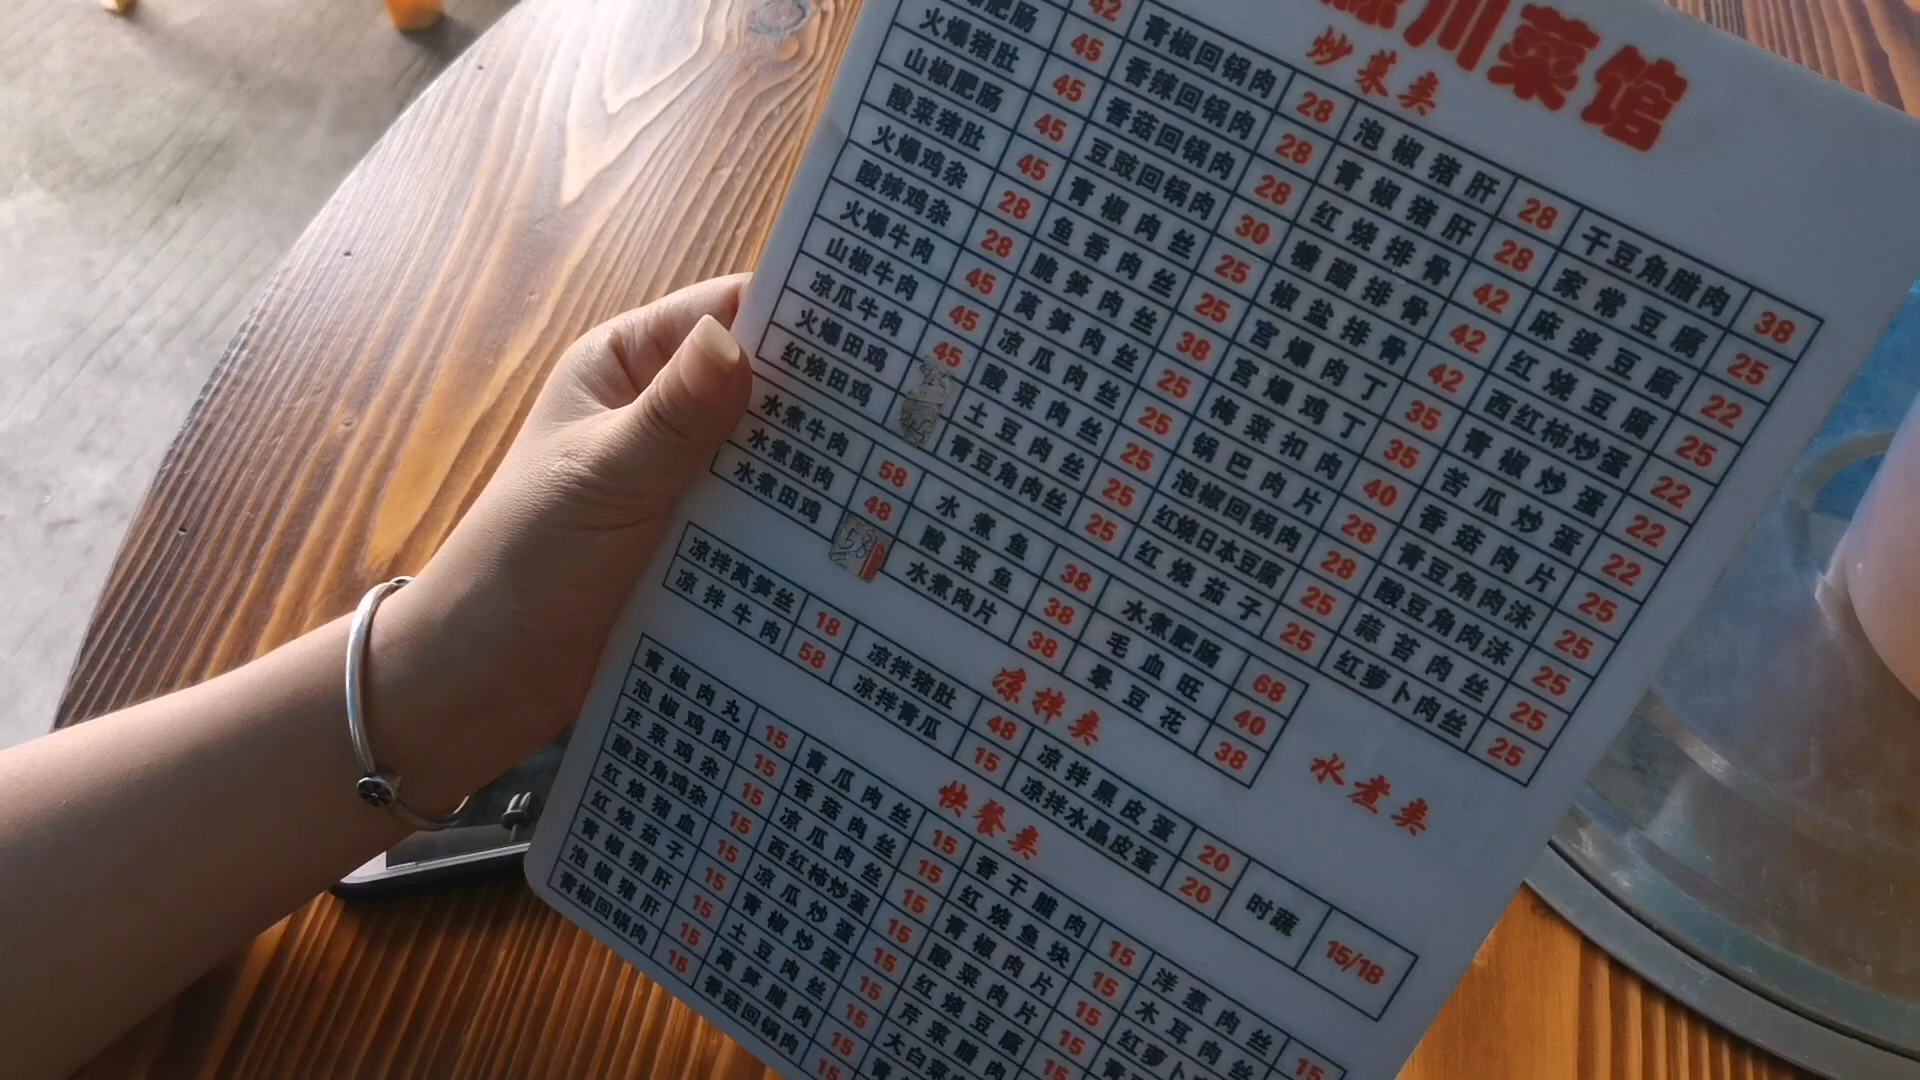 川菜馆
炒菜类
肥肠 42
火爆猪肚 45
山椒肥肠 45
酸菜猪肚 45
火爆鸡杂 45
酸辣鸡杂 28
火爆牛肉 28
山椒牛肉 45
凉瓜牛肉 45
火爆田鸡 45
红烧田鸡
青椒回锅肉 28
香辣回锅肉 28
香菇回锅肉 28
豆豉回锅肉 30
青椒肉丝 25
鱼香肉丝 25
脆笋肉丝 38
莴笋肉丝 25
凉瓜肉丝 25
酸菜肉丝 25
土豆肉丝 25
青豆角肉丝 25
泡椒猪肝 28
青椒猪肝 28
红烧排骨 42
糖醋排骨 42
椒盐排骨 42
宫爆肉丁 35
宫爆鸡丁 35
梅菜扣肉 40
锅巴肉片 28
泡椒回锅肉 28
红烧日本豆腐 25
红烧茄子 25
干豆角腊肉 38
家常豆腐 25
麻婆豆腐 22
红烧豆腐 25
西红柿炒蛋 22
青椒炒蛋 22
苦瓜炒蛋 22
香菇肉片 25
青豆角肉沫 25
酸豆角肉沫 25
蒜苔肉丝 25
红萝卜肉丝 25
水煮类
水煮牛肉 58
水煮酥肉 48
水煮田鸡 58
水煮鱼 38
酸菜鱼 38
水煮肉片 38
水煮肥肠 68
毛血旺 40
晕豆花 38
凉拌类
凉拌莴笋丝 18
凉拌牛肉 58
凉拌猪肚 48
凉拌青瓜 15
凉拌黑皮蛋 20
凉拌水晶皮蛋 20
时蔬 15/18
快餐类
青椒肉丸 15
泡椒鸡肉 15
芹菜鸡杂 15
酸豆角鸡杂 15
红烧猪血 15
红烧茄子 15
青椒猪肝 15
泡椒猪肝 15
青椒回锅肉 15
青瓜肉丝 15
香菇肉丝 15
凉瓜肉丝 15
西红柿炒蛋 15
凉瓜炒蛋 15
青椒炒蛋 15
土豆肉丝 15
莴笋腊肉 15
香菇回锅肉 15
香干腊肉 15
红烧鱼块 15
青椒肉片 15
酸菜肉片 15
红烧豆腐 15
芹菜腊肉
大白菜
洋葱肉丝 15
木耳肉丝
红萝卜